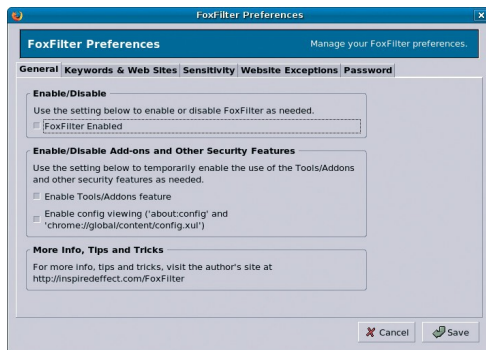 FoxFilter Preferences
FoxFilter Preferences
Manage your FoxFilter preferences.
General Keywords & Web Sites Sensitivity Website Exceptions Password
Enable/Disable
Use the setting below to enable or disable FoxFilter as needed.
FoxFilter Enabled
Enable/Disable Add-ons and Other Security Features
Use the setting below to temporarily enable the use of the Tools/Addons
and other security features as needed.
Enable Tools/Addons feature
Enable config viewing ('about:config' and
'chrome://global/content/config.xul')
More Info, Tips and Tricks
For more info, tips and tricks, visit the author's site at
http://inspiredeffect.com/FoxFilter
Cancel Save